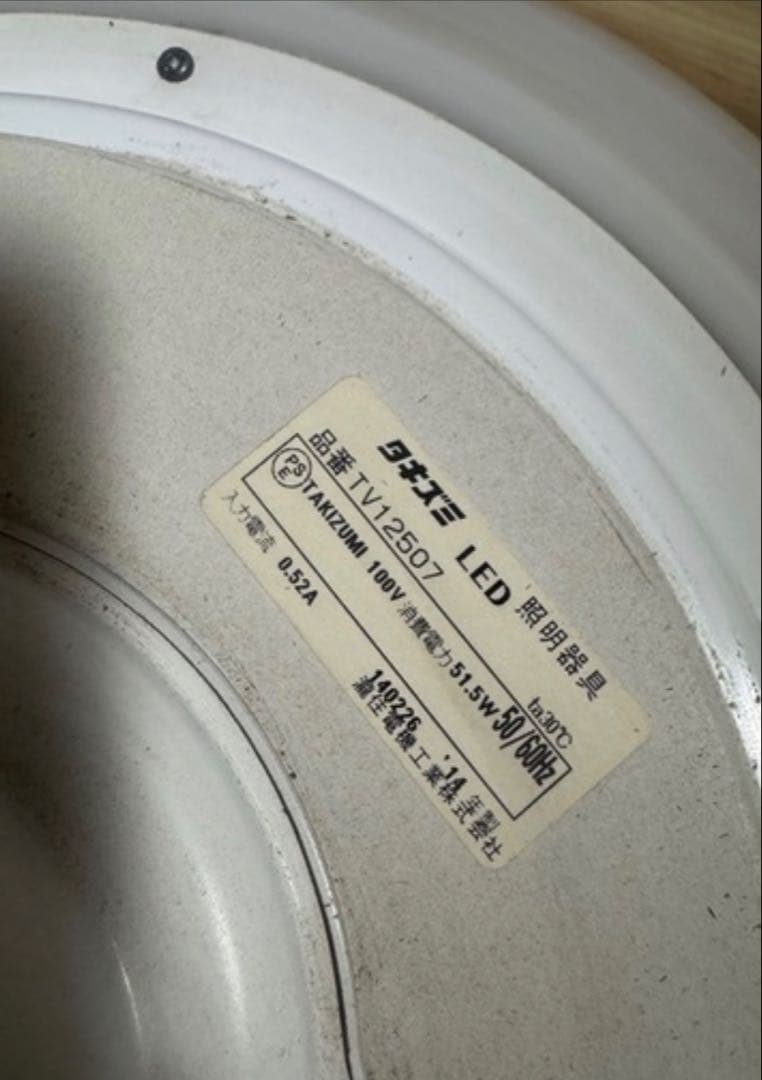 タキズミ LED 照明器具
品番 TV12507 ta30℃
PSE TAKIZUMI 100V 消費電力 51.5W 50/60Hz
入力電流 0.52A
140226 '14 年製
瀧住電機工業株式会社